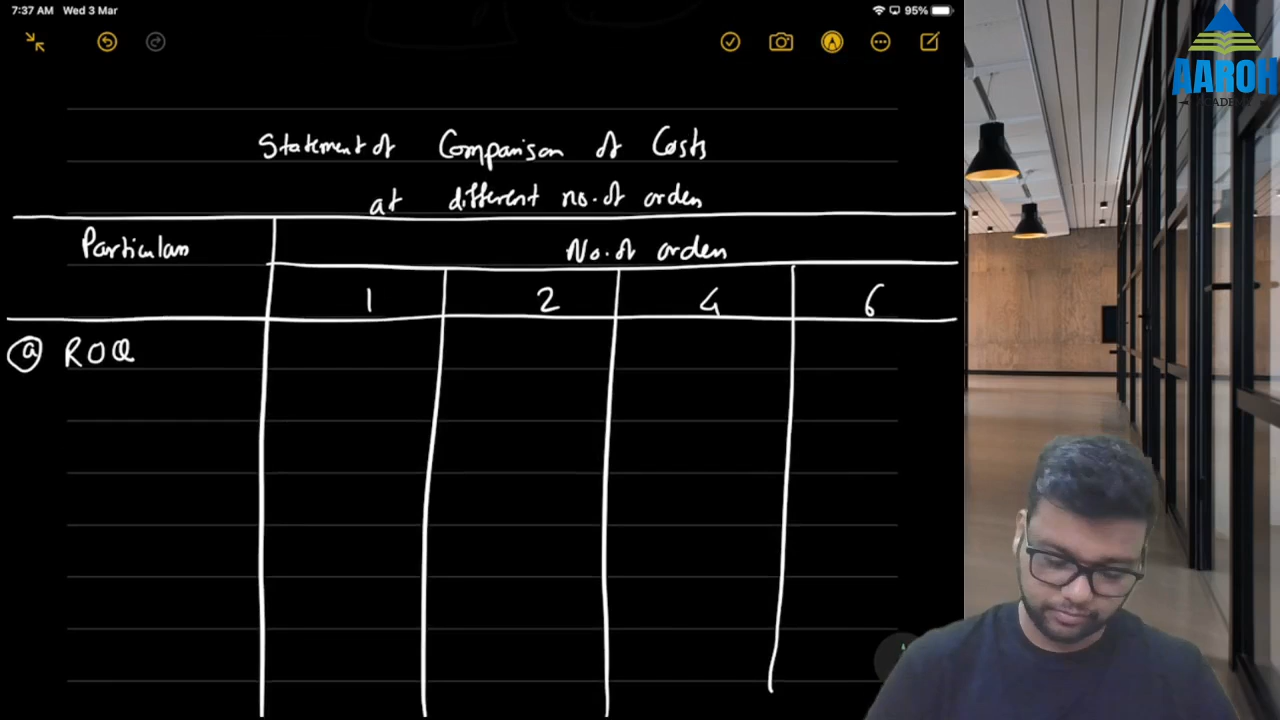 7:37 AM Wed 3 Mar
95%
AAROH
ACADEMY
Statement of Comparison of Costs
at different no. of orders
Particulars
No. of orders
1 2 4 6
a ROQ